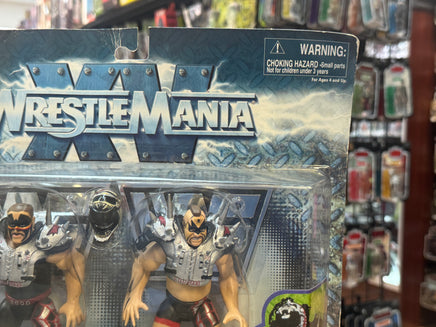 WARNING:
CHOKING HAZARD -Small parts
Not for children under 3 years
For Ages 4 and Up
WRESTLEMANIA
XV